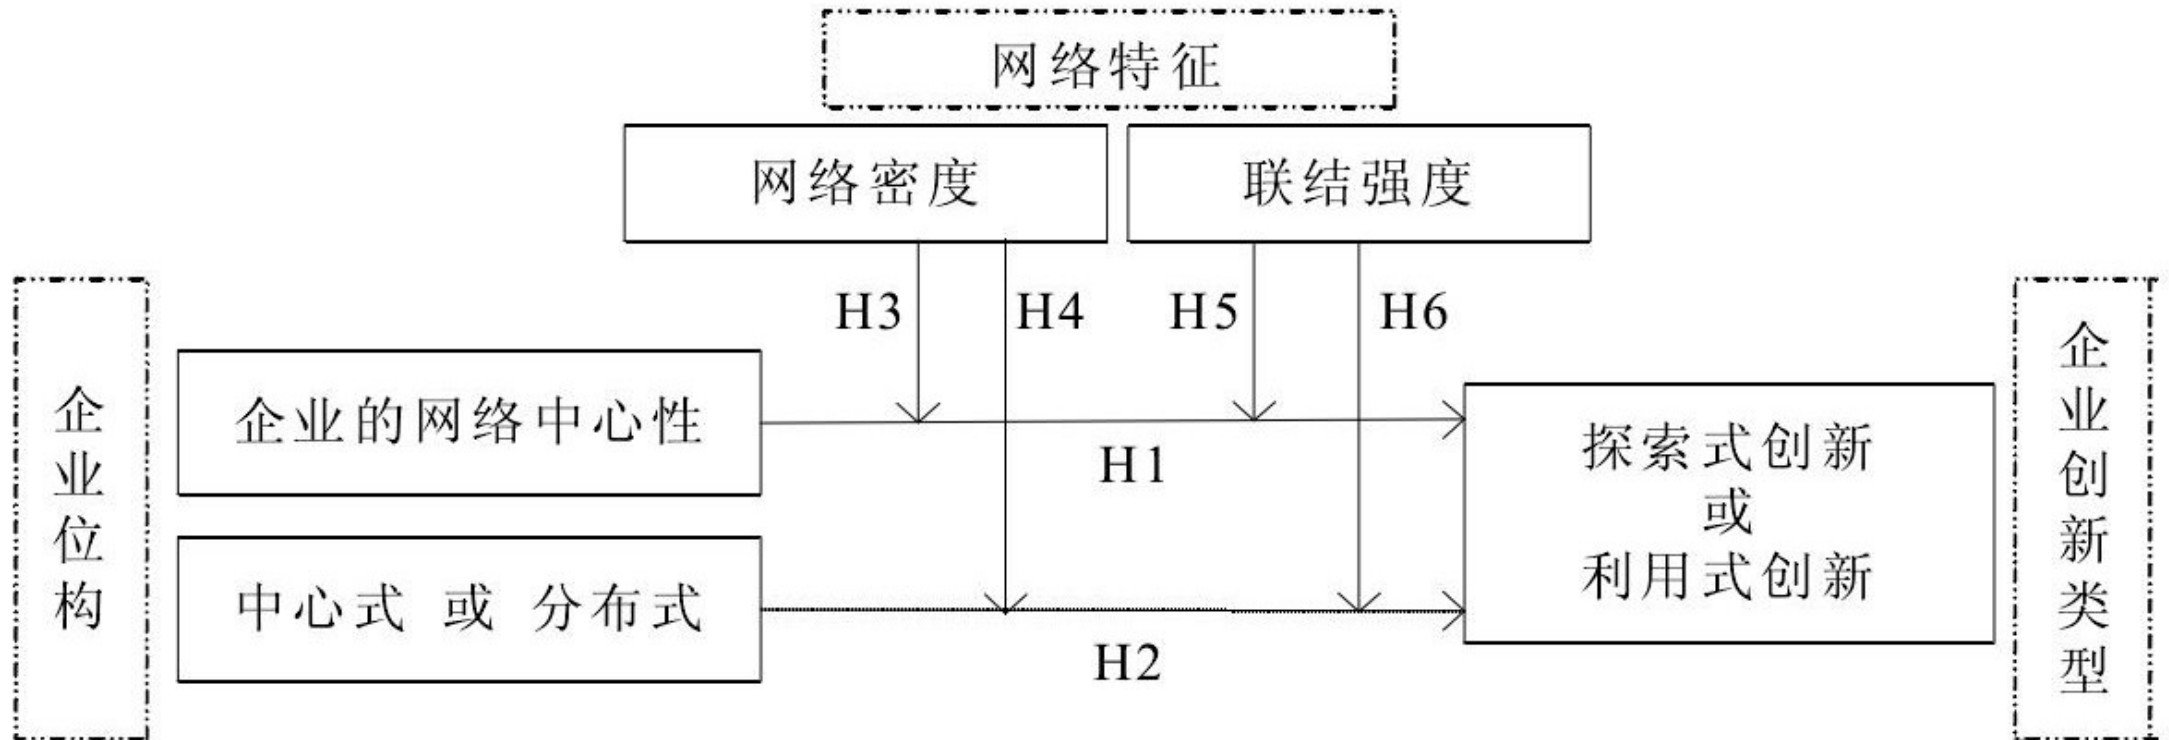 网络特征
网络密度
联结强度
H3
H4
H5
H6
企业位构
企业的网络中心性
H1
中心式 或 分布式
H2
探索式创新
或
利用式创新
企业创新类型